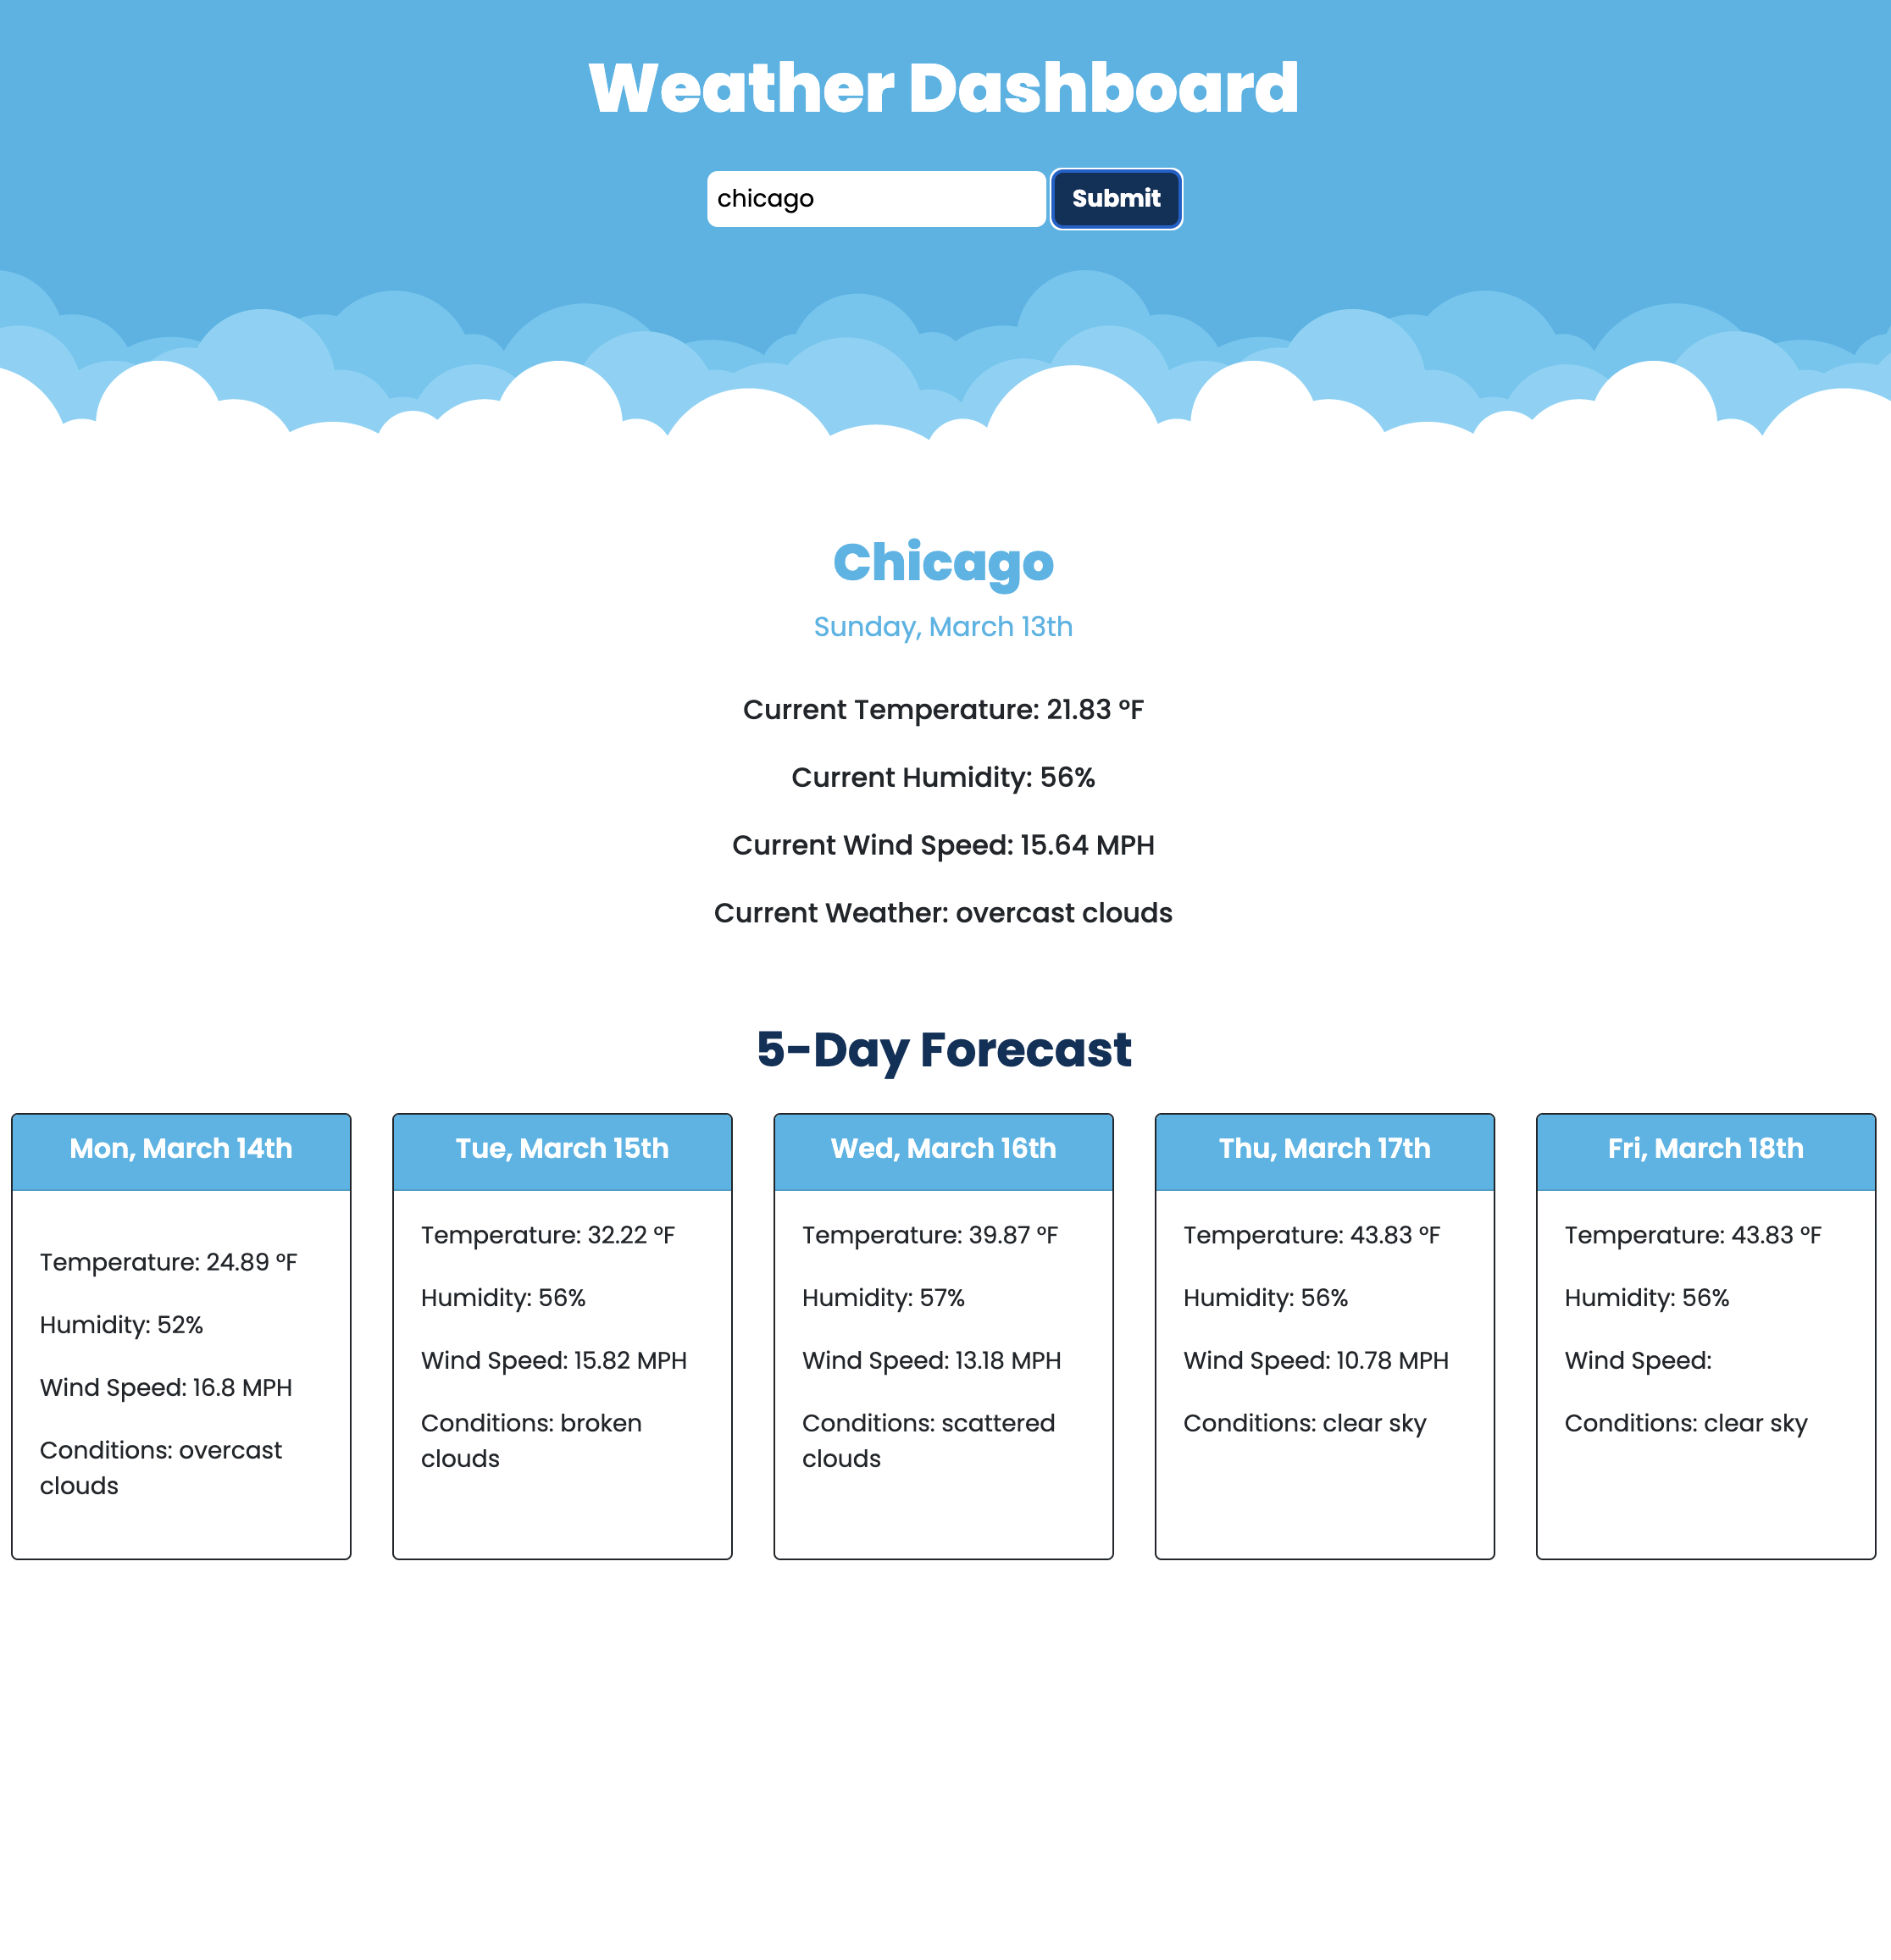 Weather Dashboard
chicago
Submit
Chicago
Sunday, March 13th
Current Temperature: 21.83 °F
Current Humidity: 56%
Current Wind Speed: 15.64 MPH
Current Weather: overcast clouds
5-Day Forecast
Mon, March 14th
Temperature: 24.89 °F
Humidity: 52%
Wind Speed: 16.8 MPH
Conditions: overcast
clouds
Tue, March 15th
Temperature: 32.22 °F
Humidity: 56%
Wind Speed: 15.82 MPH
Conditions: broken
clouds
Wed, March 16th
Temperature: 39.87 °F
Humidity: 57%
Wind Speed: 13.18 MPH
Conditions: scattered
clouds
Thu, March 17th
Temperature: 43.83 °F
Humidity: 56%
Wind Speed: 10.78 MPH
Conditions: clear sky
Fri, March 18th
Temperature: 43.83 °F
Humidity: 56%
Wind Speed:
Conditions: clear sky